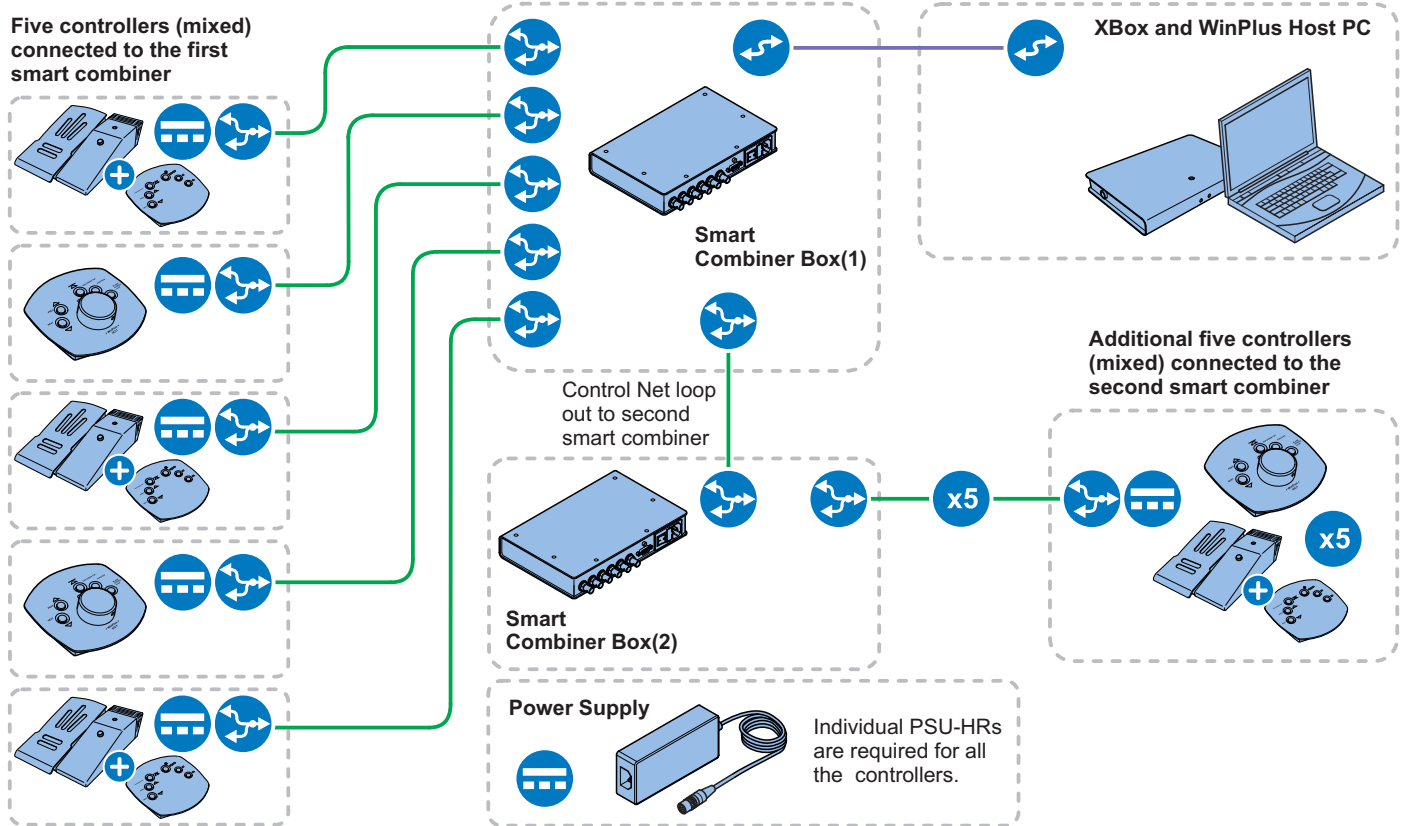 Five controllers (mixed)
connected to the first
smart combiner
XBox and WinPlus Host PC
Smart
Combiner Box(1)
Additional five controllers
(mixed) connected to the
second smart combiner
Control Net loop
out to second
smart combiner
x5
x5
Smart
Combiner Box(2)
Power Supply
Individual PSU-HRs
are required for all
the controllers.